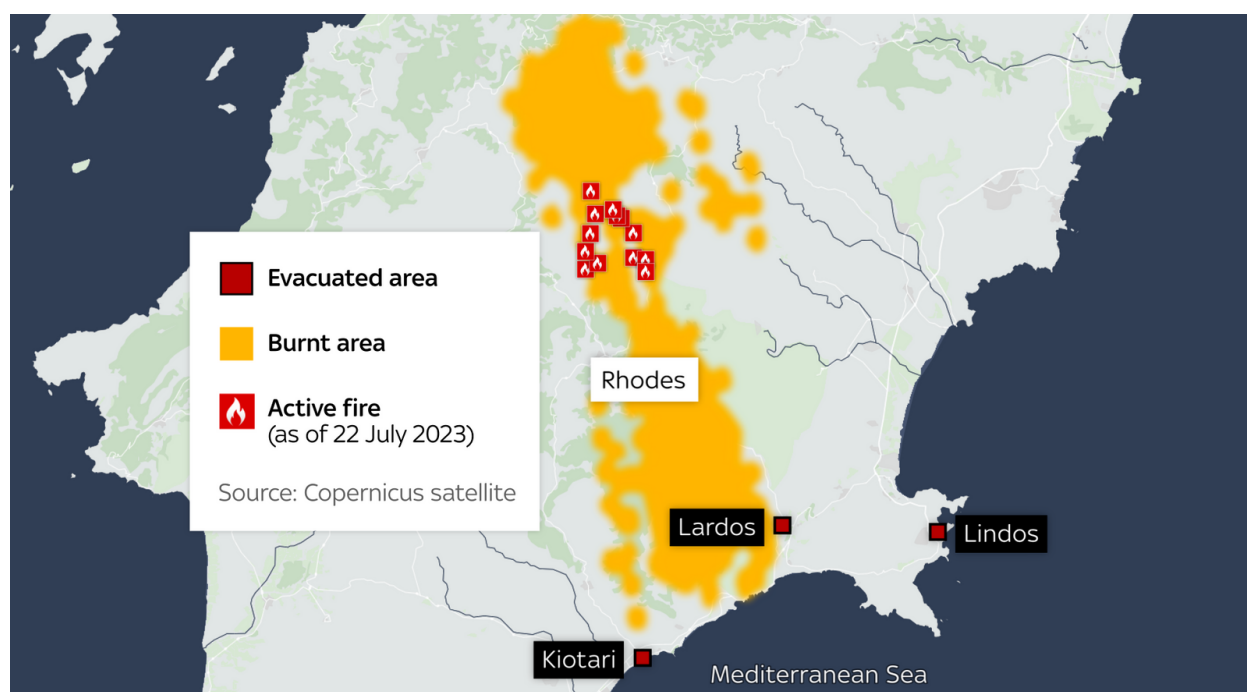 Evacuated area
Burnt area
Active fire
(as of 22 July 2023)
Source: Copernicus satellite
Rhodes
Lardos
Lindos
Kiotari
Mediterranean Sea